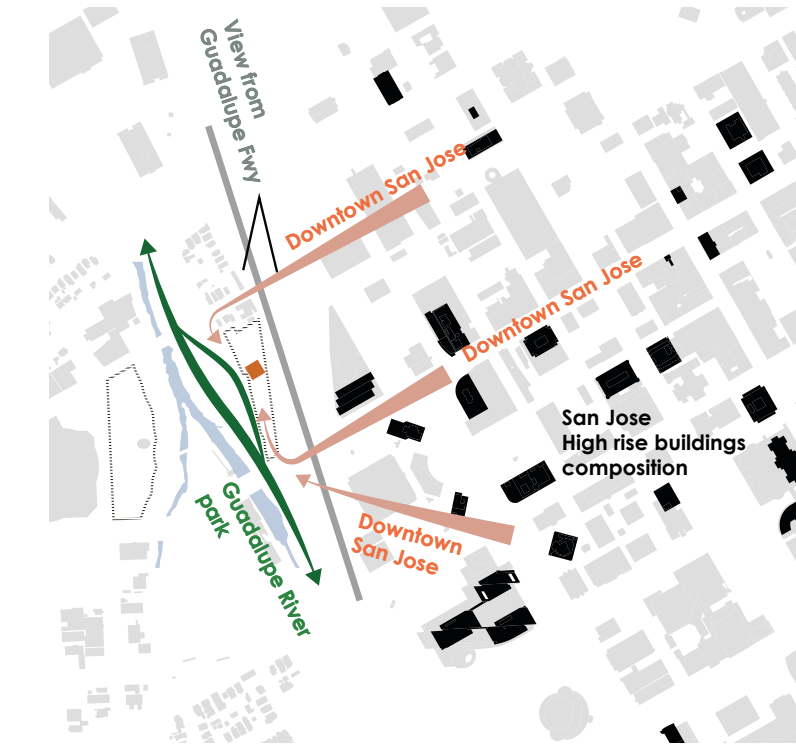 View from
Guadalupe Fwy
Downtown San Jose
Downtown San Jose
San Jose
High rise buildings
composition
Downtown
San Jose
Guadalupe River
park